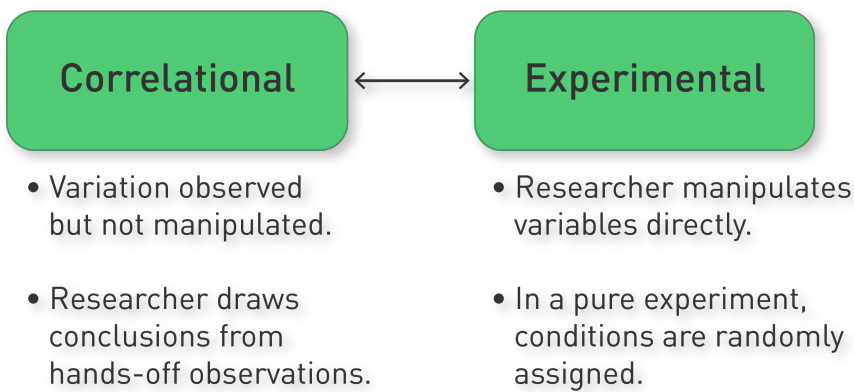 Correlational
Experimental
• Variation observed
but not manipulated.
• Researcher draws
conclusions from
hands-off observations.
• Researcher manipulates
variables directly.
• In a pure experiment,
conditions are randomly
assigned.